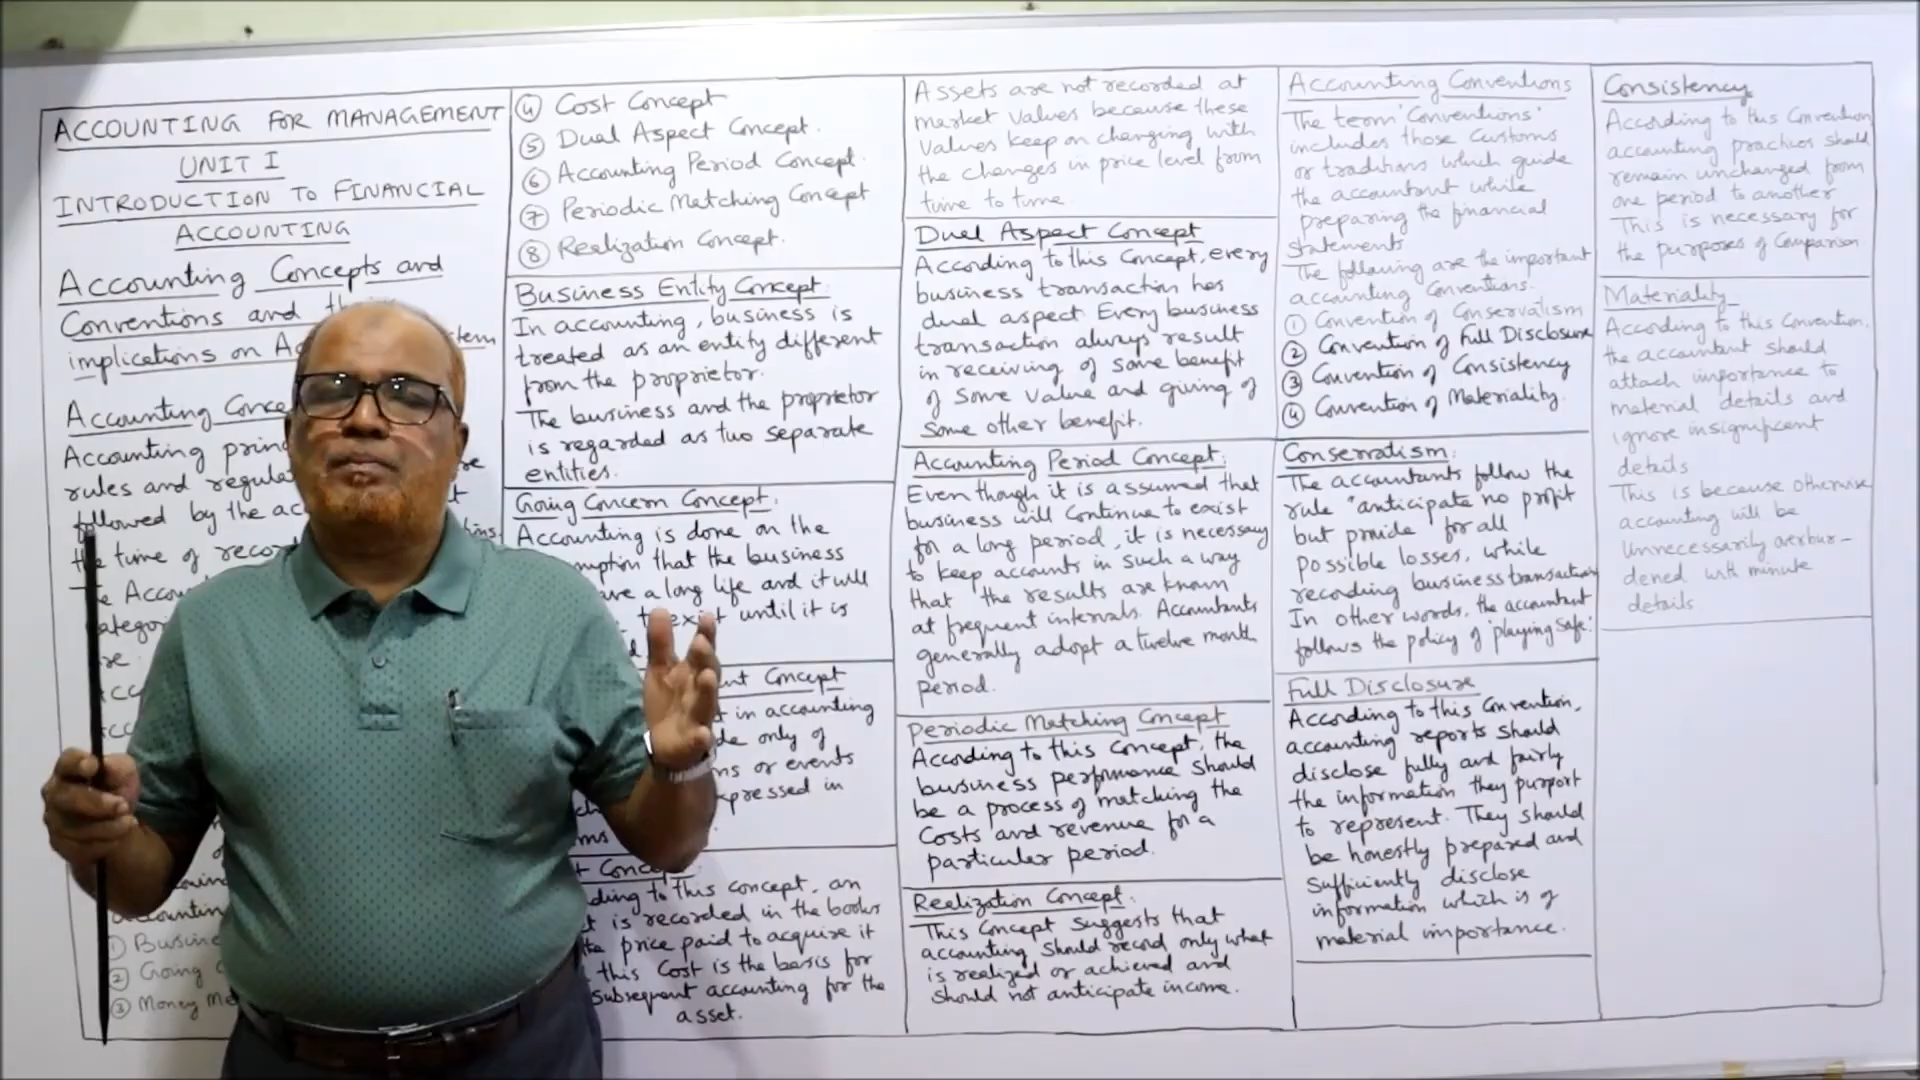 ACCOUNTING FOR MANAGEMENT
UNIT I
INTRODUCTION TO FINANCIAL
ACCOUNTING
Accounting Concepts and
Conventions and
implications on
Accounting
Accounting
rules and
followed by the
the time of

① 
② Going
③ Money
④ Cost Concept
⑤ Dual Aspect Concept.
⑥ Accounting Period Concept.
⑦ Periodic Matching Concept
⑧ Realization Concept.
Business Entity Concept.
In accounting, business is
treated as an entity different
from the proprietor.
The business and the proprietor
is regarded as two separate
entities.
Going Concern Concept.
Accounting is done on the
that the business
a long life and it will
until it is
Concept
in accounting
only of
or events
in
Concept.
to this concept, an
is recorded in the books
price paid to acquire it
this Cost is the basis for
subsequent accounting for the
asset.
Assets are not recorded at
market values because these
values keep on changing with
the changes in price level from
time to time.
Dual Aspect Concept
According to this Concept, every
business transaction has
dual aspect Every business
transaction always result
in receiving of some benefit
of some value and giving of
some other benefit.
Accounting Period Concept.
Even though it is assumed that
business will continue to exist
for a long period, it is necessary
to keep accounts in such a way
that the results are known
at frequent intervals. Accountants
generally adopt a twelve month
period.
Periodic Matching Concept
According to this concept, the
business performance should
be a process of matching the
Costs and revenue for a
particular period.
Realization Concept.
This Concept suggests that
accounting should record only what
is realized or achieved and
should not anticipate income.
Accounting Conventions
The term 'Conventions'
includes those customs
or traditions which guide
the accountant while
preparing the financial
statements
The following are the important
accounting Conventions.
① Convention of Conservatism
② Convention of Full Disclosure
③ Convention of Consistency
④ Convention of Materiality.
Conservatism.
The accountants follow the
rule "anticipate no profit
but provide for all
possible losses, while
recording business transactions
In other words, the accountant
follows the policy of 'playing safe.'
Full Disclosure
According to this Convention,
accounting reports should
disclose fully and fairly
the information they purport
to represent. They should
be honestly prepared and
sufficiently disclose
information which is of
material importance.
Consistency
According to this Convention
accounting practices should
remain unchanged from
one period to another
This is necessary for
the purposes of Comparison
Materiality
According to this Convention.
the accountant should
attach importance to
material details and
ignore insignificent
details
This is because otherwise
accounting will be
unnecessarily overbur-
dened with minute
details